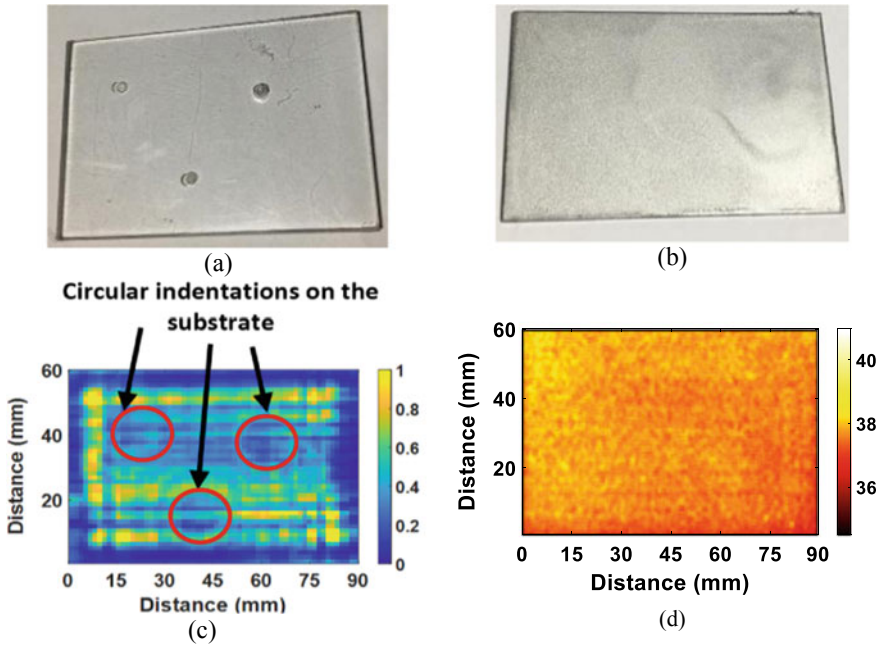 (a)
(b)
Circular indentations on the
substrate
60
40
20
Distance (mm)
0 15 30 45 60 75 90
Distance (mm)
1
0.8
0.6
0.4
0.2
0
(c)
60
40
20
Distance (mm)
0 15 30 45 60 75 90
Distance (mm)
40
38
36
(d)